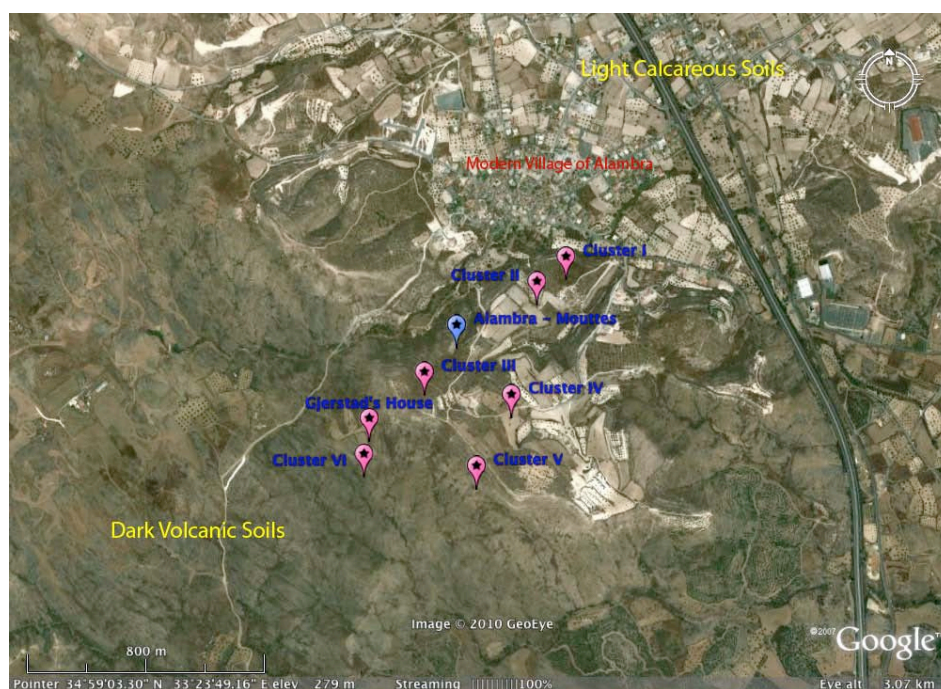 Light Calcareous Soils
N
Modern Village of Alambra
Cluster I
Cluster II
Alambra - Mouttes
Cluster III
Cluster IV
Gjerstad's House
Cluster VI
Cluster V
Dark Volcanic Soils
Image © 2010 GeoEye
©2007 Google™
800 m
Pointer 34°59'03.30" N 33°23'49.16" E elev 279 m Streaming ||||||||| 100% Eye alt 3.07 km